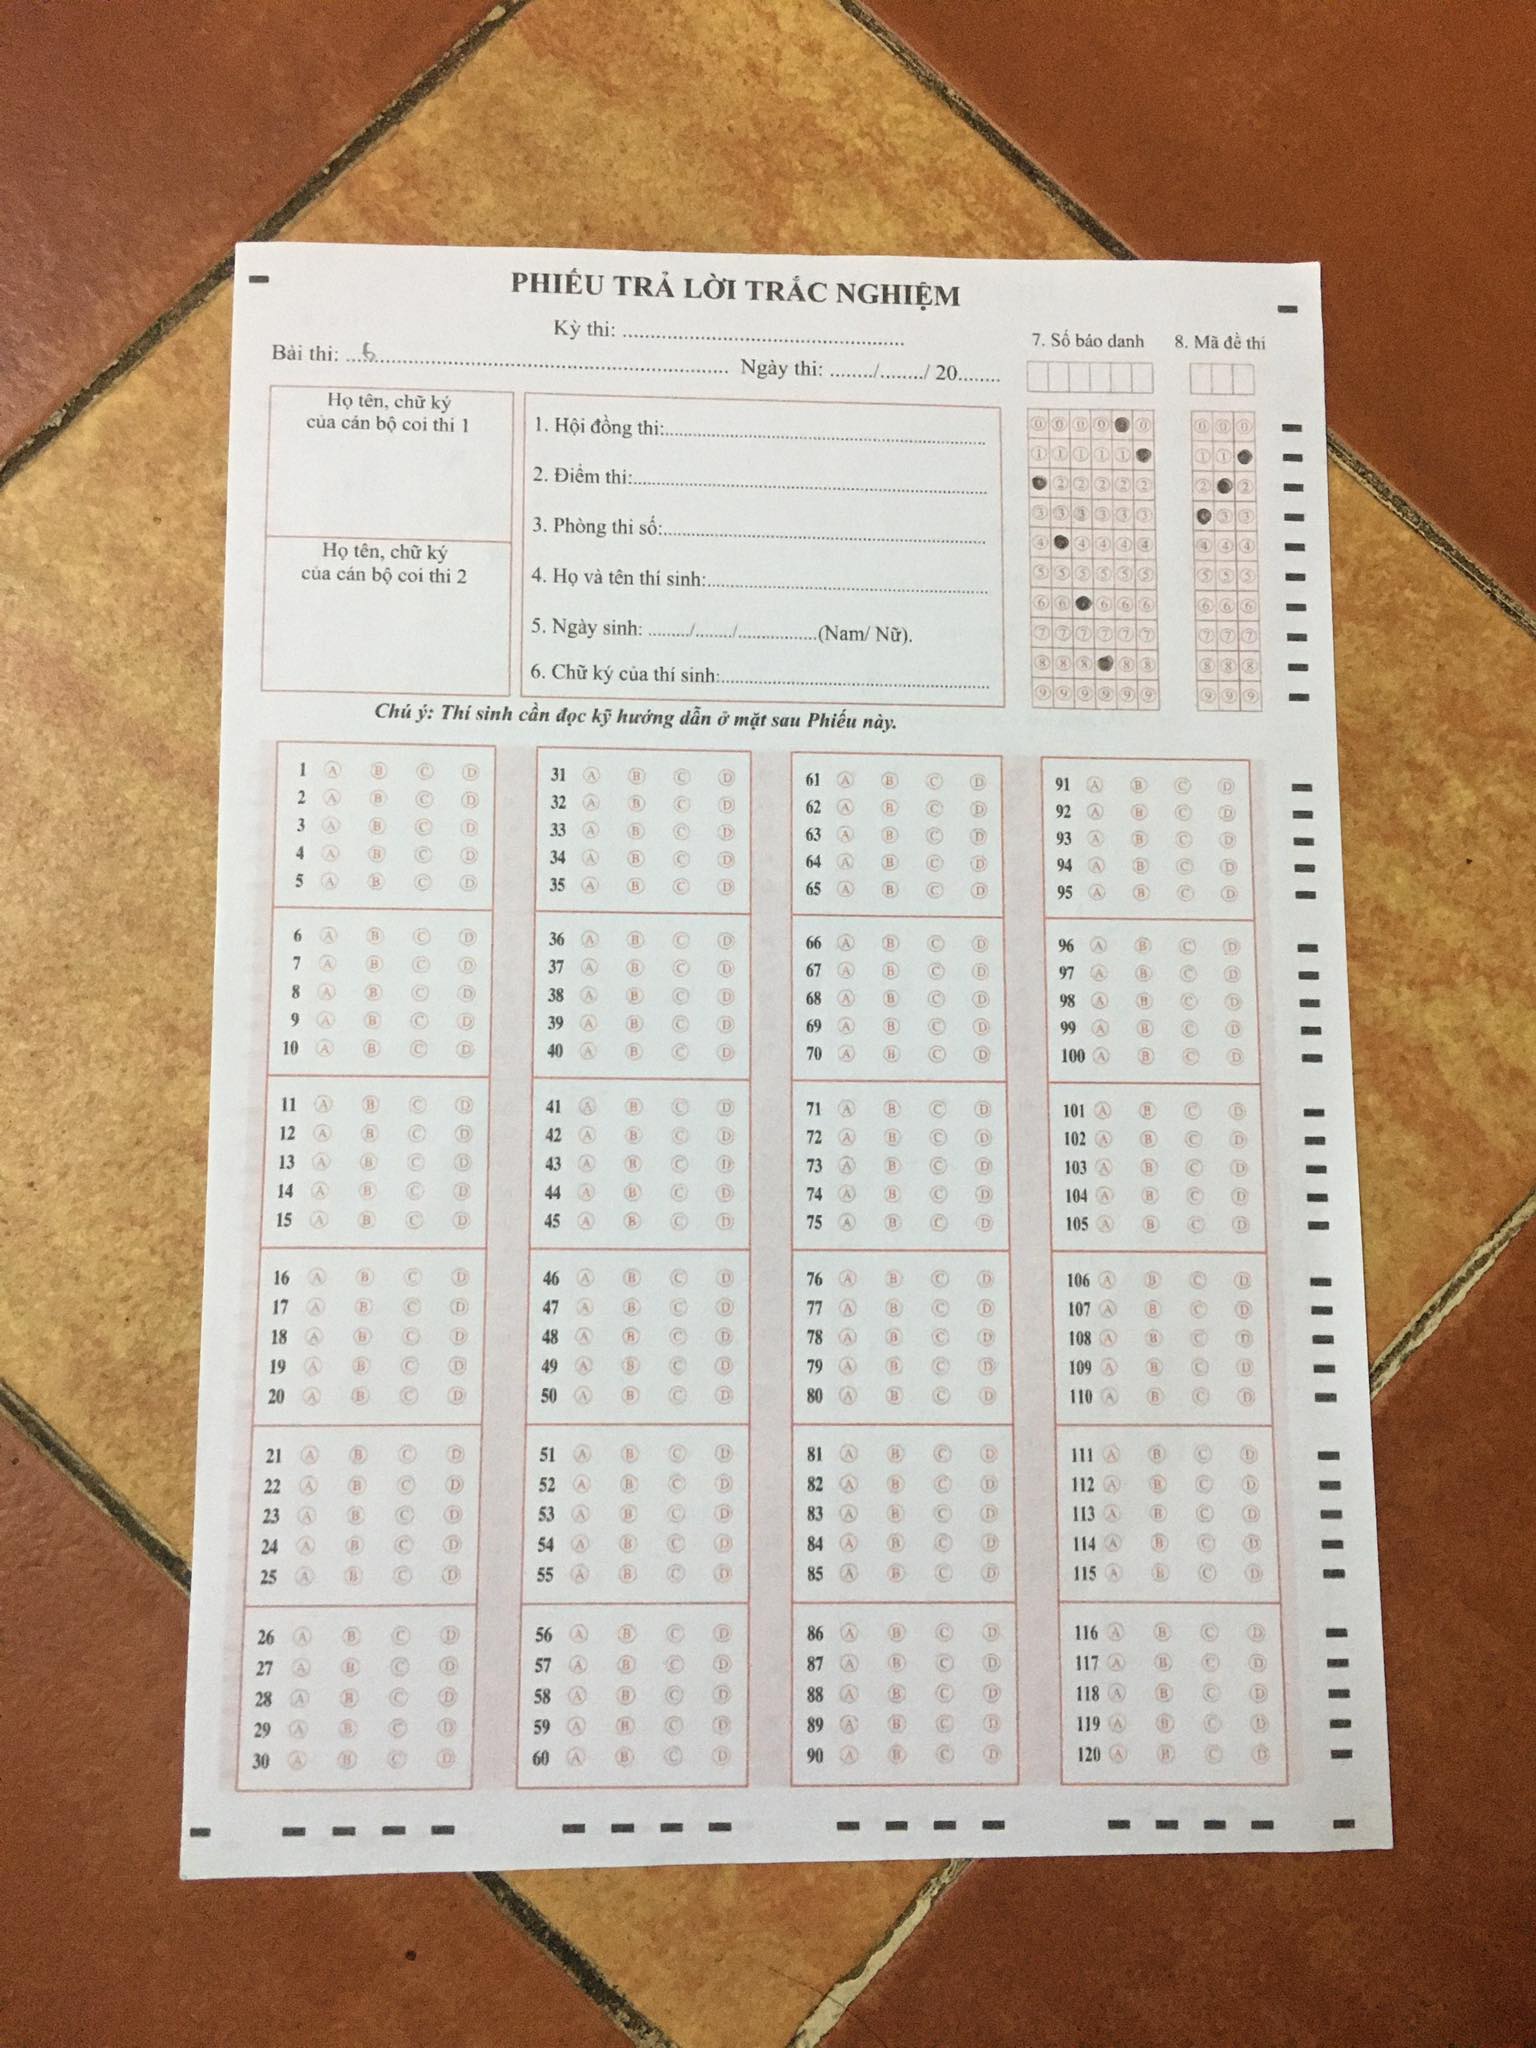 PHIẾU TRẢ LỜI TRẮC NGHIỆM
Kỳ thi: ....................................................
Bài thi: ....6.................................................................. Ngày thi: ......../......../ 20........
7. Số báo danh 8. Mã đề thi
Họ tên, chữ ký
của cán bộ coi thi 1
Họ tên, chữ ký
của cán bộ coi thi 2
1. Hội đồng thi:..........................................................
2. Điểm thi:................................................................
3. Phòng thi số:..........................................................
4. Họ và tên thí sinh:..................................................
5. Ngày sinh: ......../......../...............(Nam/ Nữ).
6. Chữ ký của thí sinh:................................................
0 0 0 0 0 0 0 0
1 1 1 1 1 1 1
2 2 2 2 2 2 2
3 3 3 3 3 3 3 3
4 4 4 4 4 4 4 4
5 5 5 5 5 5 5 5 5
6 6 6 6 6 6 6 6
7 7 7 7 7 7 7 7 7
8 8 8 8 8 8 8 8
9 9 9 9 9 9 9 9 9
Chú ý: Thí sinh cần đọc kỹ hướng dẫn ở mặt sau Phiếu này.
1 A B C D 31 A B C D 61 A B C D 91 A B C D
2 A B C D 32 A B C D 62 A B C D 92 A B C D
3 A B C D 33 A B C D 63 A B C D 93 A B C D
4 A B C D 34 A B C D 64 A B C D 94 A B C D
5 A B C D 35 A B C D 65 A B C D 95 A B C D
6 A B C D 36 A B C D 66 A B C D 96 A B C D
7 A B C D 37 A B C D 67 A B C D 97 A B C D
8 A B C D 38 A B C D 68 A B C D 98 A B C D
9 A B C D 39 A B C D 69 A B C D 99 A B C D
10 A B C D 40 A B C D 70 A B C D 100 A B C D
11 A B C D 41 A B C D 71 A B C D 101 A B C D
12 A B C D 42 A B C D 72 A B C D 102 A B C D
13 A B C D 43 A B C D 73 A B C D 103 A B C D
14 A B C D 44 A B C D 74 A B C D 104 A B C D
15 A B C D 45 A B C D 75 A B C D 105 A B C D
16 A B C D 46 A B C D 76 A B C D 106 A B C D
17 A B C D 47 A B C D 77 A B C D 107 A B C D
18 A B C D 48 A B C D 78 A B C D 108 A B C D
19 A B C D 49 A B C D 79 A B C D 109 A B C D
20 A B C D 50 A B C D 80 A B C D 110 A B C D
21 A B C D 51 A B C D 81 A B C D 111 A B C D
22 A B C D 52 A B C D 82 A B C D 112 A B C D
23 A B C D 53 A B C D 83 A B C D 113 A B C D
24 A B C D 54 A B C D 84 A B C D 114 A B C D
25 A B C D 55 A B C D 85 A B C D 115 A B C D
26 A B C D 56 A B C D 86 A B C D 116 A B C D
27 A B C D 57 A B C D 87 A B C D 117 A B C D
28 A B C D 58 A B C D 88 A B C D 118 A B C D
29 A B C D 59 A B C D 89 A B C D 119 A B C D
30 A B C D 60 A B C D 90 A B C D 120 A B C D